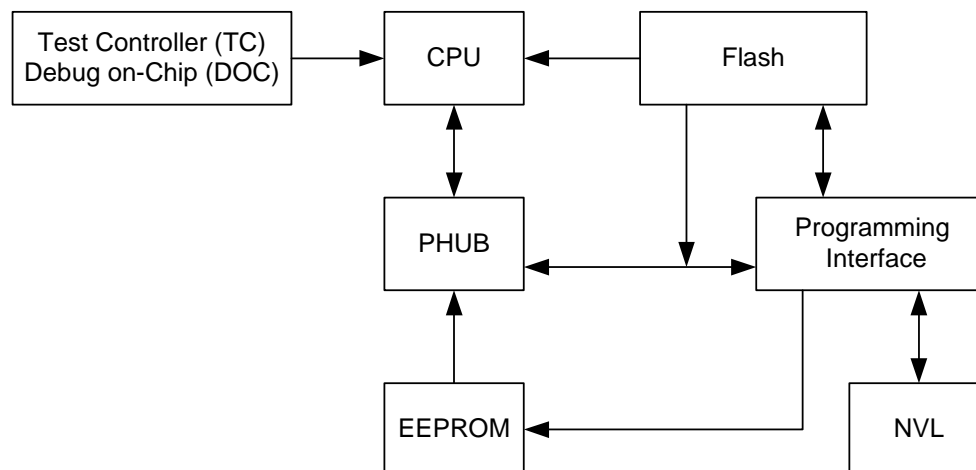 Test Controller (TC)
Debug on-Chip (DOC)
CPU
Flash
PHUB
Programming
Interface
EEPROM
NVL